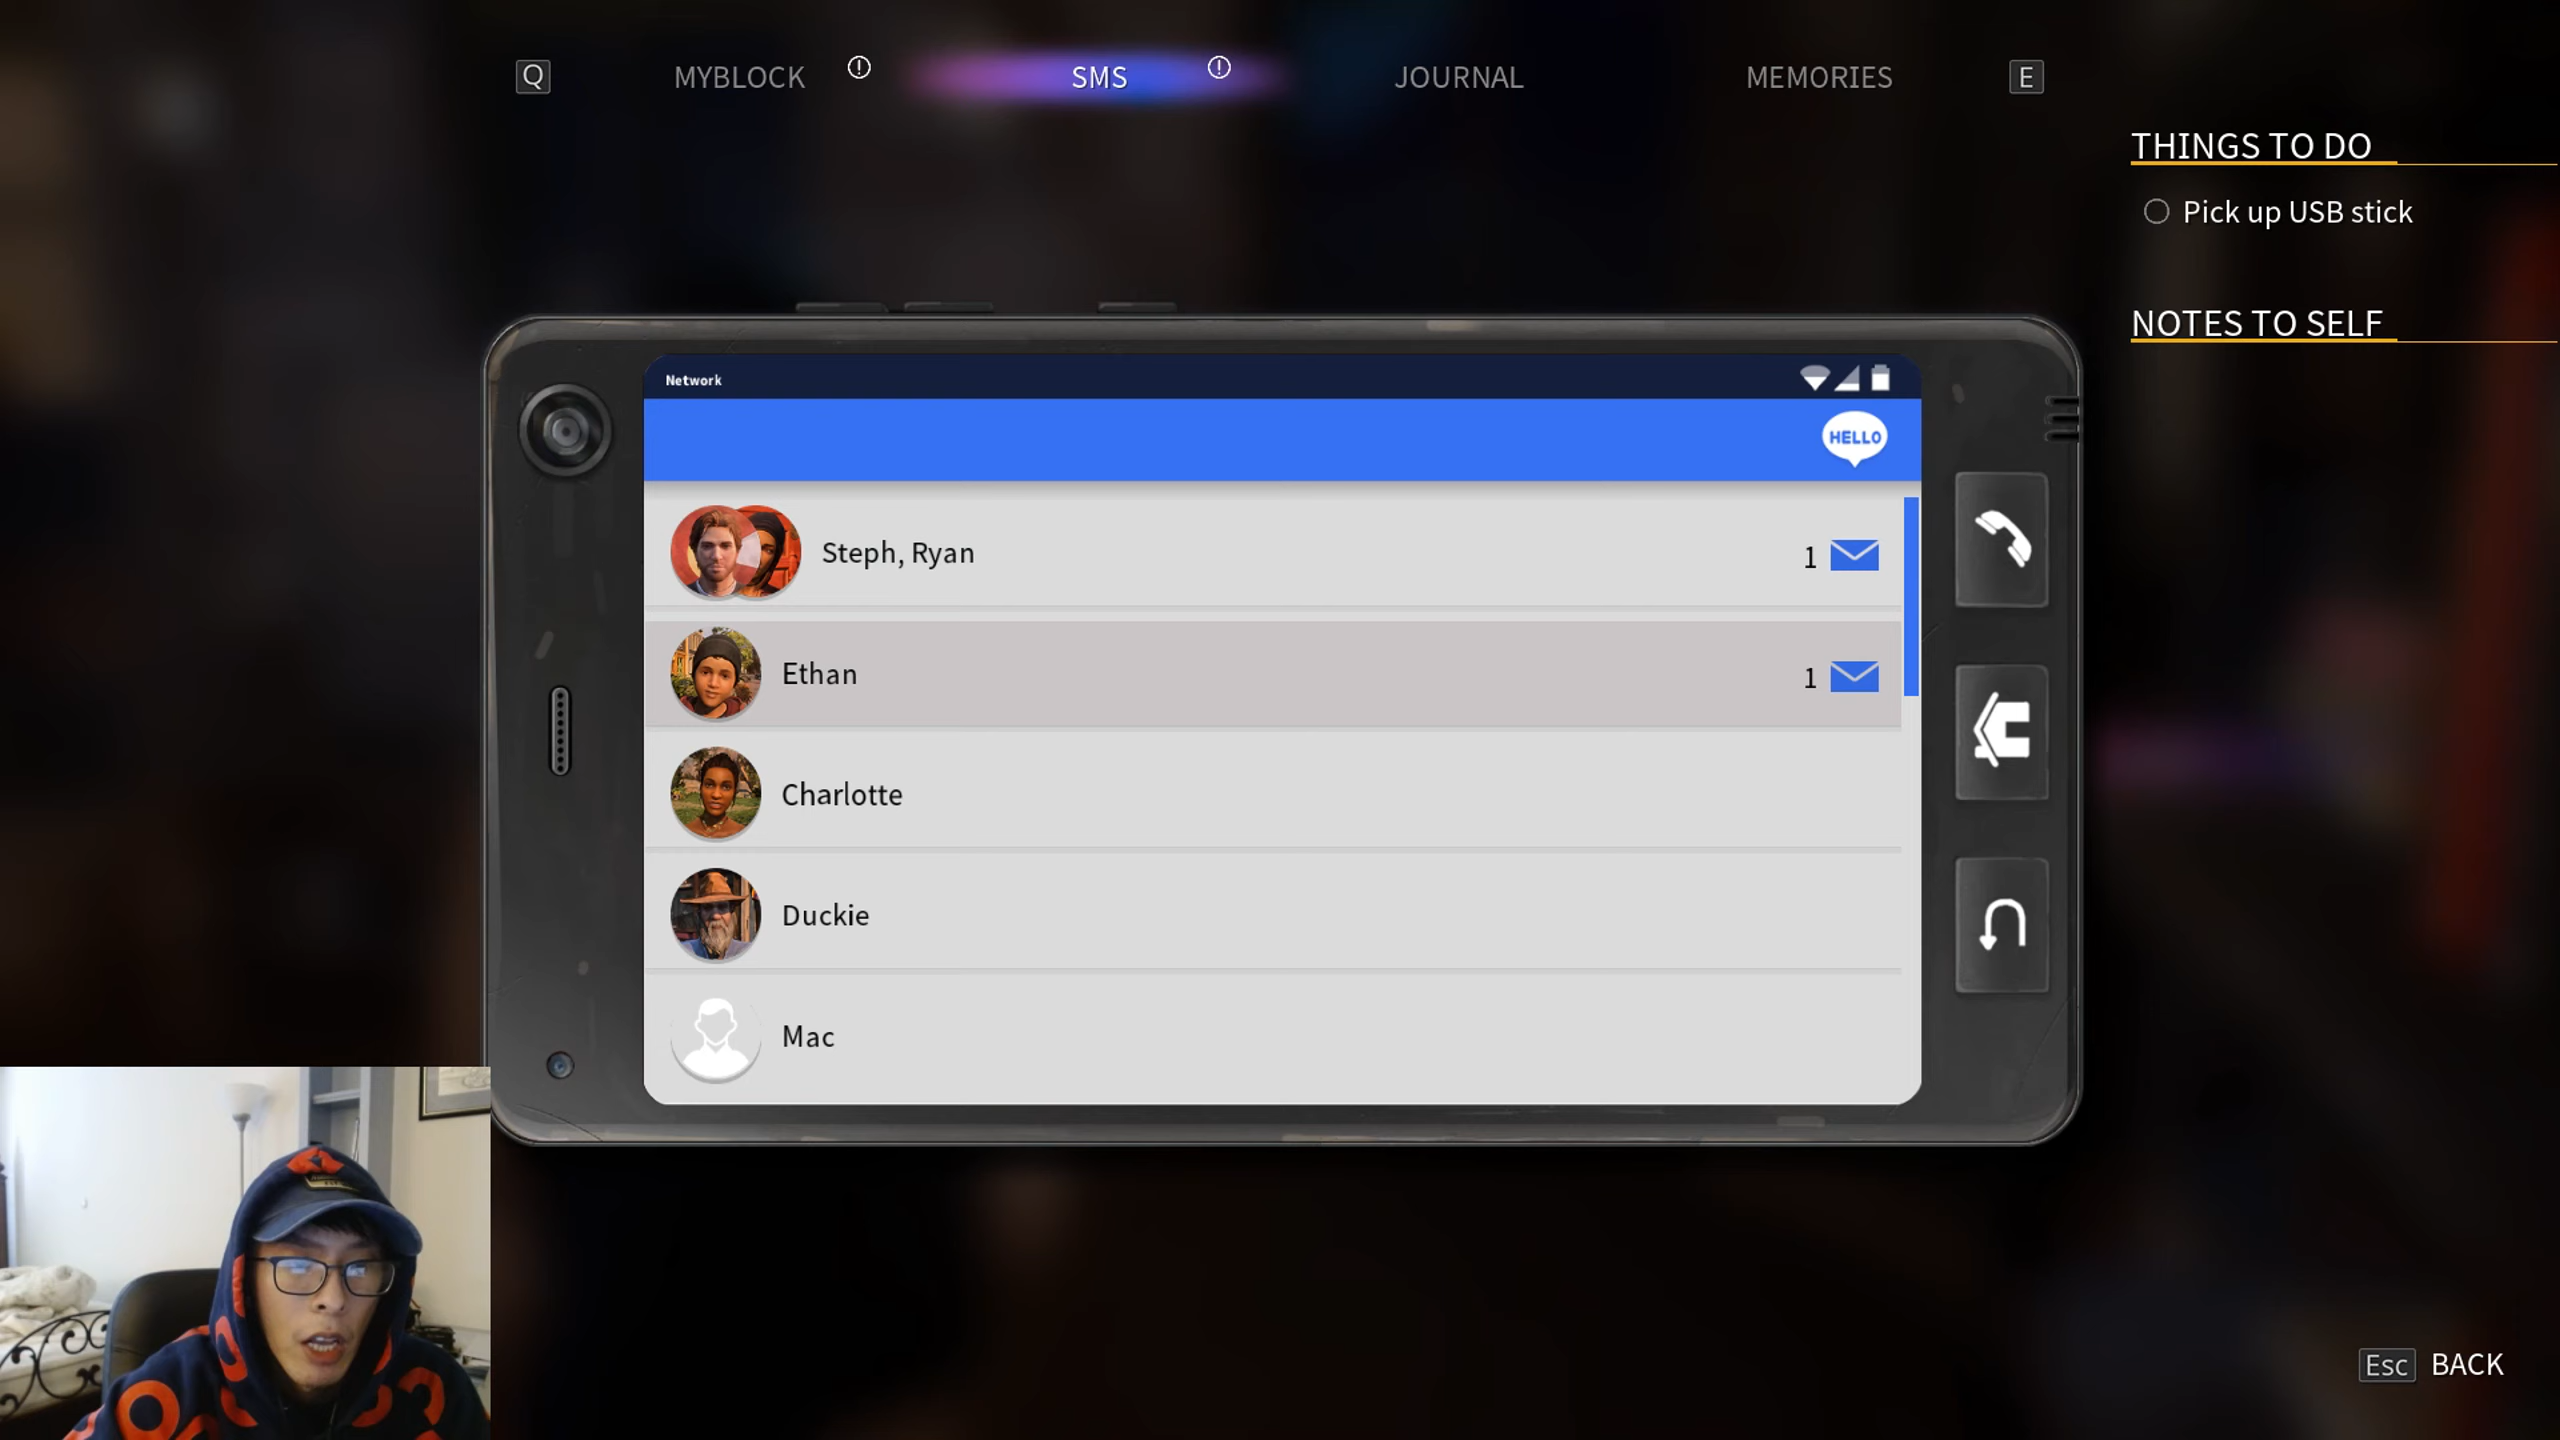 Q MYBLOCK SMS JOURNAL MEMORIES E
THINGS TO DO
Pick up USB stick
NOTES TO SELF
Network
HELLO
Steph, Ryan 1
Ethan 1
Charlotte
Duckie
Mac
Esc BACK